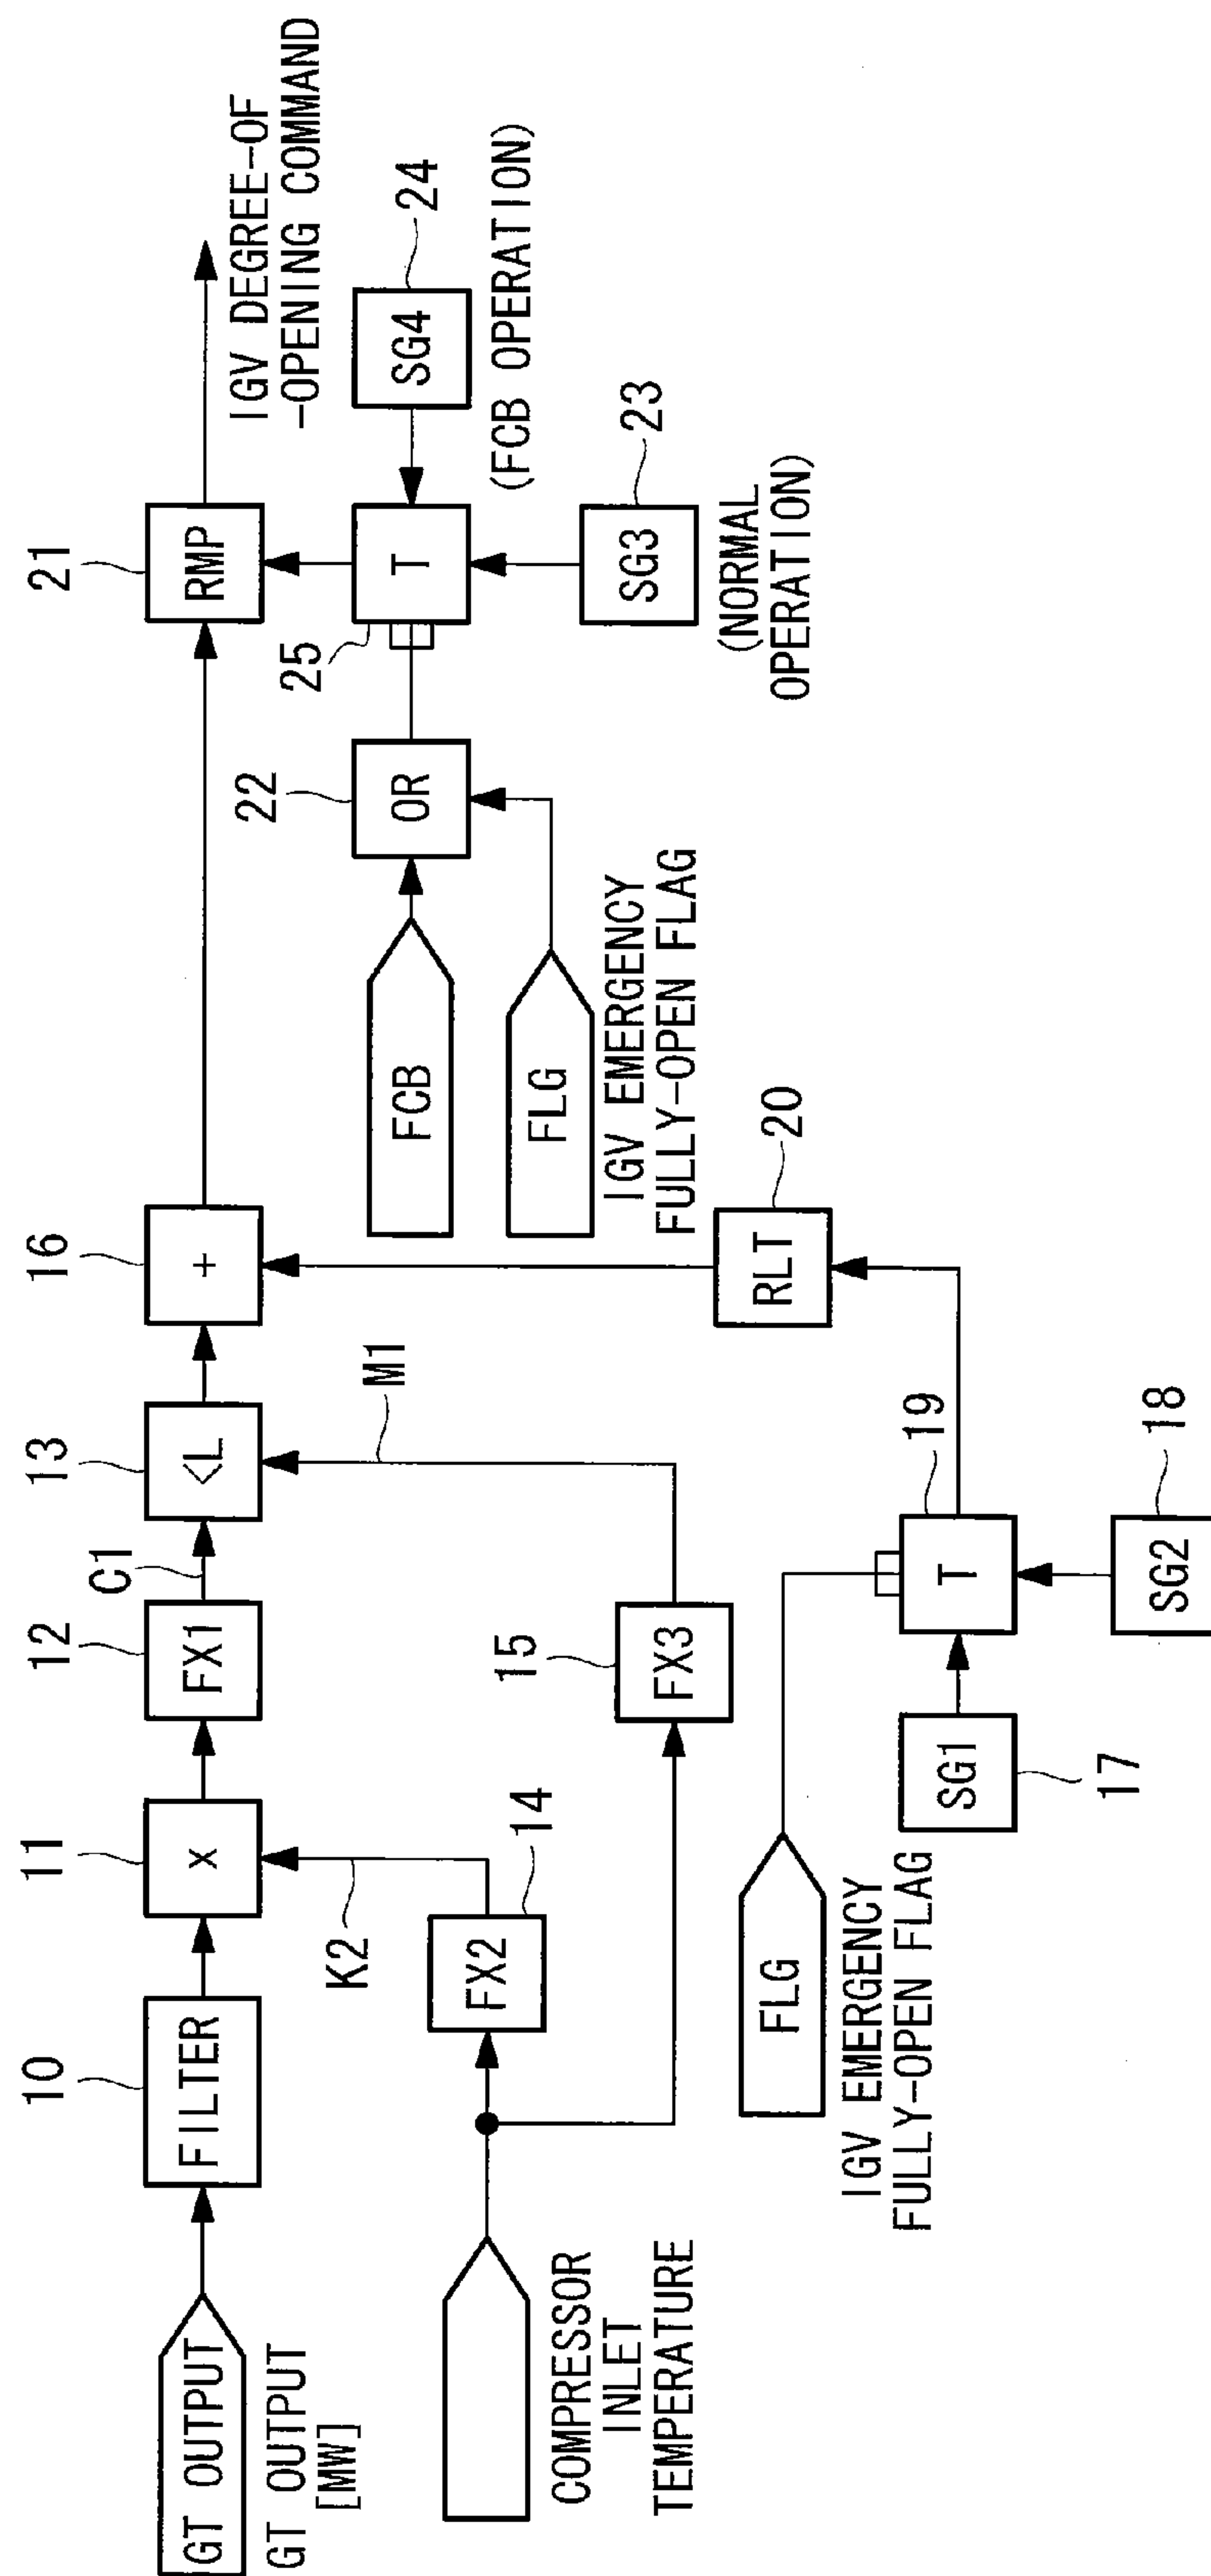 GT OUTPUT
GT OUTPUT
[MW]
10
FILTER
11
x
12
FX1
C1
13
<L
16
+
21
RMP
IGV DEGREE-OF
-OPENING COMMAND
K2
14
FX2
COMPRESSOR
INLET
TEMPERATURE
15
FX3
M1
FCB
FLG
IGV EMERGENCY
FULLY-OPEN FLAG
22
OR
25
T
24
SG4
(FCB OPERATION)
23
SG3
(NORMAL
OPERATION)
FLG
IGV EMERGENCY
FULLY-OPEN FLAG
17
SG1
19
T
18
SG2
20
RLT